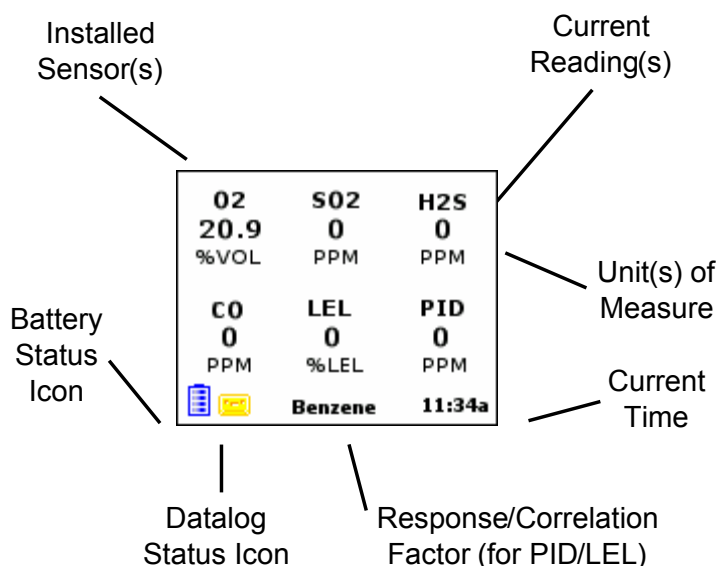 Installed
Sensor(s)
Current
Reading(s)
O2 SO2 H2S
20.9 0 0
%VOL PPM PPM
CO LEL PID
0 0 0
PPM %LEL PPM
Benzene 11:34a
Unit(s) of
Measure
Battery
Status
Icon
Current
Time
Datalog
Status Icon
Response/Correlation
Factor (for PID/LEL)